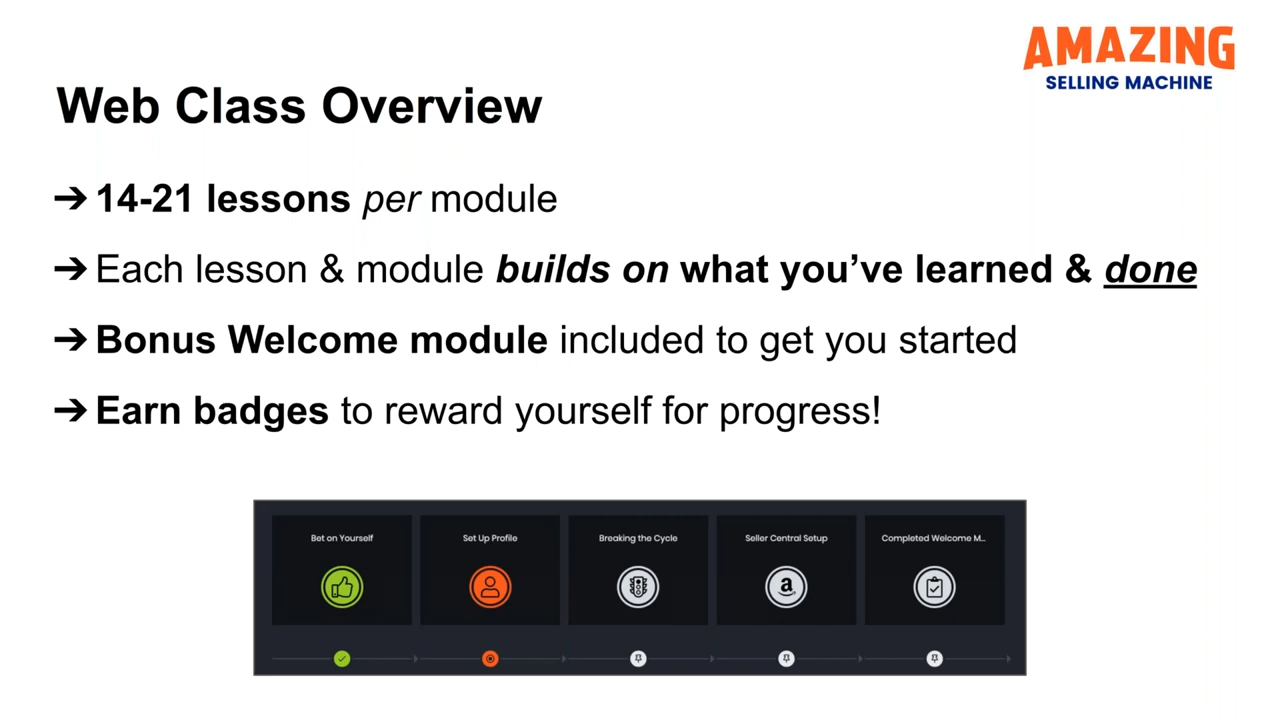 AMAZING
SELLING MACHINE
Web Class Overview
➔ 14-21 lessons per module
➔ Each lesson & module builds on what you’ve learned & done
➔ Bonus Welcome module included to get you started
➔ Earn badges to reward yourself for progress!
Bet on Yourself
Set Up Profile
Breaking the Cycle
Seller Central Setup
Completed Welcome M...
a